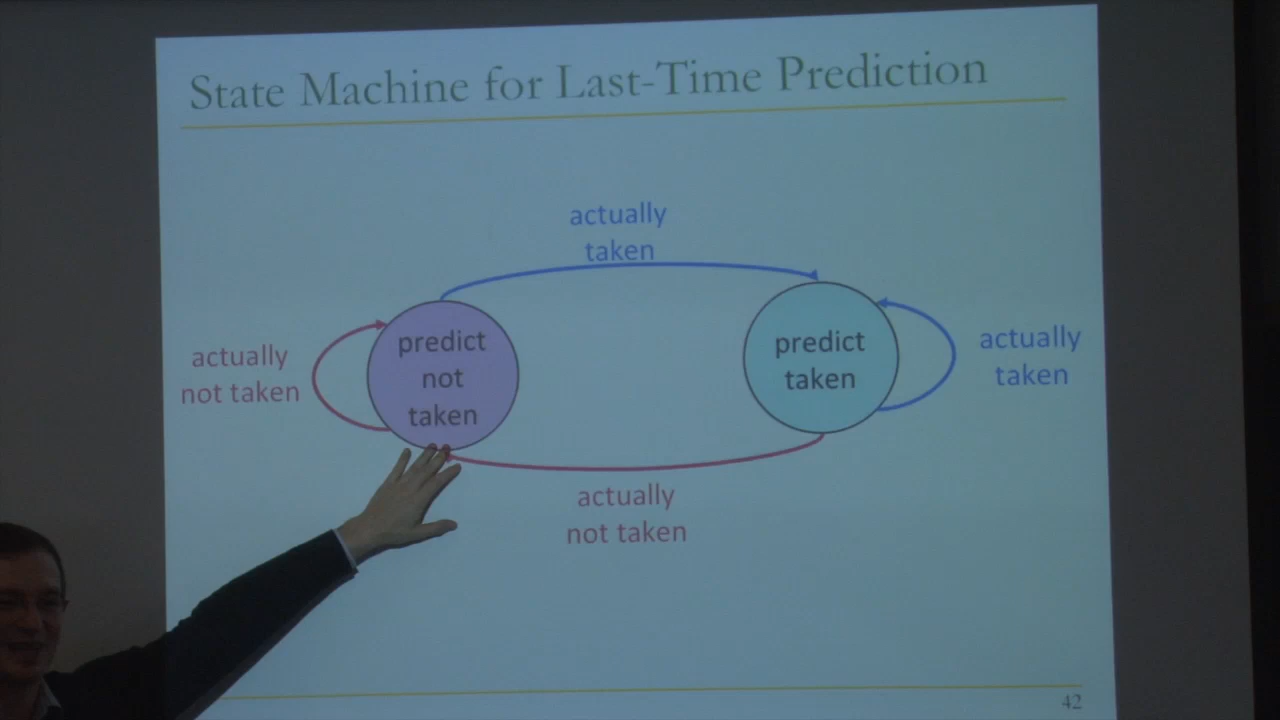 State Machine for Last-Time Prediction
actually
taken
predict
not
taken
predict
taken
actually
not taken
actually
taken
actually
not taken
42